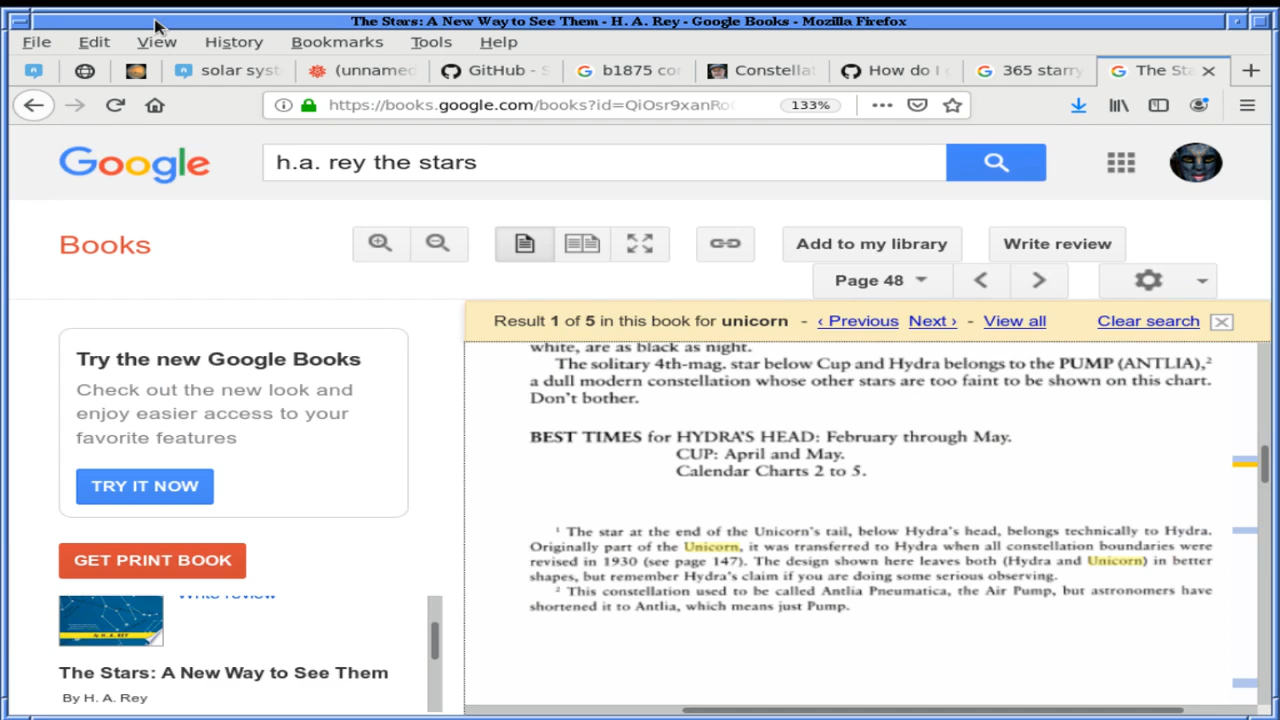 The Stars: A New Way to See Them - H. A. Rey - Google Books - Mozilla Firefox
File Edit View History Bookmarks Tools Help
solar syst (unnamed GitHub - S b1875 co Constellat How do I 365 starry The Sta
https://books.google.com/books?id=QiOsr9xanRo 133%
Google h.a. rey the stars
Books Add to my library Write review
Page 48
Result 1 of 5 in this book for unicorn - ‹ Previous Next › - View all Clear search
Try the new Google Books
Check out the new look and
enjoy easier access to your
favorite features
TRY IT NOW
GET PRINT BOOK
Write review
by H. A. REY
The Stars: A New Way to See Them
By H. A. Rey
white, are as black as night.
The solitary 4th-mag. star below Cup and Hydra belongs to the PUMP (ANTLIA),²
a dull modern constellation whose other stars are too faint to be shown on this chart.
Don't bother.
BEST TIMES for HYDRA'S HEAD: February through May.
CUP: April and May.
Calendar Charts 2 to 5.
¹ The star at the end of the Unicorn's tail, below Hydra's head, belongs technically to Hydra.
Originally part of the Unicorn, it was transferred to Hydra when all constellation boundaries were
revised in 1930 (see page 147). The design shown here leaves both (Hydra and Unicorn) in better
shapes, but remember Hydra's claim if you are doing some serious observing.
² This constellation used to be called Antlia Pneumatica, the Air Pump, but astronomers have
shortened it to Antlia, which means just Pump.